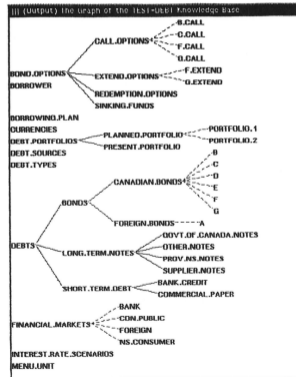 (Output) The Graph of the TEST-DEBT Knowledge Base
B.CALL
C.CALL
CALL.OPTIONS
F.CALL
G.CALL
BOND.OPTIONS
EXTEND.OPTIONS
F.EXTEND
G.EXTEND
BORROWER
REDEMPTION.OPTIONS
SINKING.FUNDS
BORROWING.PLAN
CURRENCIES
PORTFOLIO.1
DEBT.PORTFOLIOS
PLANNED.PORTFOLIO
PORTFOLIO.2
PRESENT.PORTFOLIO
DEBT.SOURCES
DEBT.TYPES
B
C
D
CANADIAN.BONDS
E
F
G
BONDS
FOREIGN.BONDS
A
GOVT.OF.CANADA.NOTES
DEBTS
LONG.TERM.NOTES
OTHER.NOTES
PROV.NS.NOTES
SUPPLIER.NOTES
SHORT.TERM.DEBT
BANK.CREDIT
COMMERCIAL.PAPER
BANK
CDN.PUBLIC
FINANCIAL.MARKETS
FOREIGN
NS.CONSUMER
INTEREST.RATE.SCENARIOS
MENU.UNIT